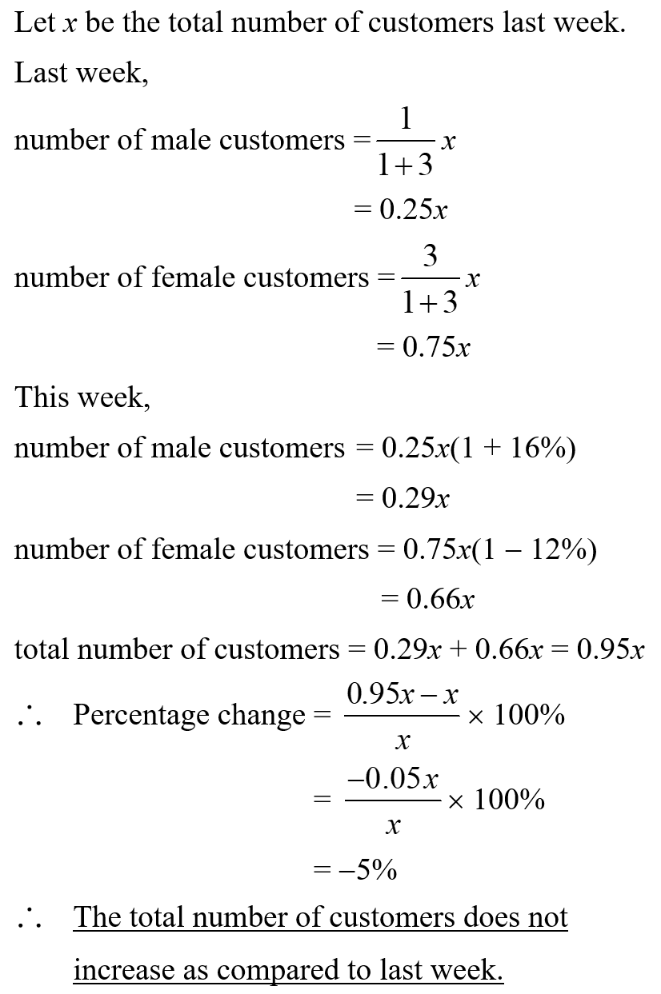 Let x be the total number of customers last week.
Last week,
number of male customers = \frac{1}{1+3} x
= 0.25x
number of female customers = \frac{3}{1+3} x
= 0.75x
This week,
number of male customers = 0.25x(1 + 16%)
= 0.29x
number of female customers = 0.75x(1 − 12%)
= 0.66x
total number of customers = 0.29x + 0.66x = 0.95x
∴ Percentage change = \frac{0.95x − x}{x} × 100%
= \frac{−0.05x}{x} × 100%
= –5%
∴ The total number of customers does not
increase as compared to last week.